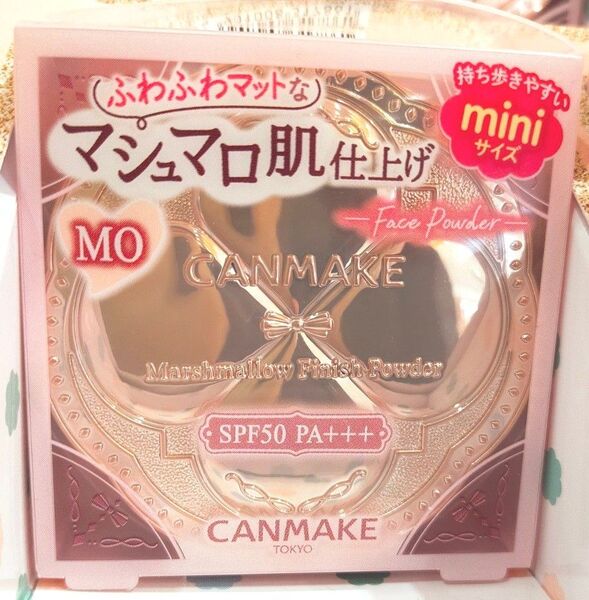 ふわふわマットな
マシュマロ肌仕上げ
持ち歩きやすい
mini
サイズ
MO
Face Powder
CANMAKE
Marshmallow Finish Powder
SPF50 PA+++
CANMAKE
TOKYO